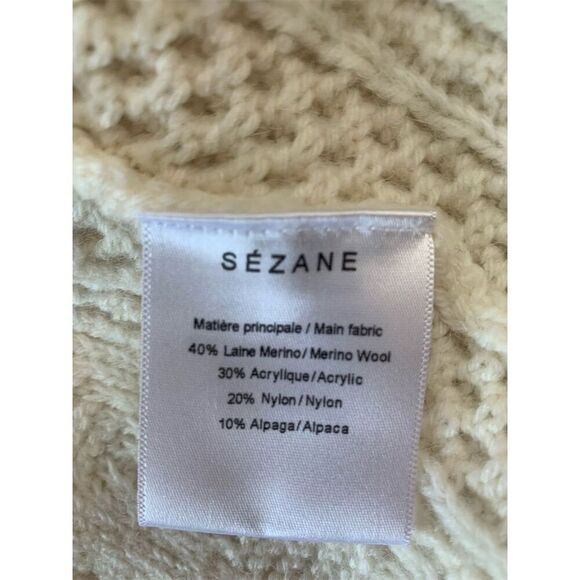 SÉZANE
Matière principale / Main fabric
40% Laine Merino/Merino Wool
30% Acrylique/Acrylic
20% Nylon/Nylon
10% Alpaga/Alpaca